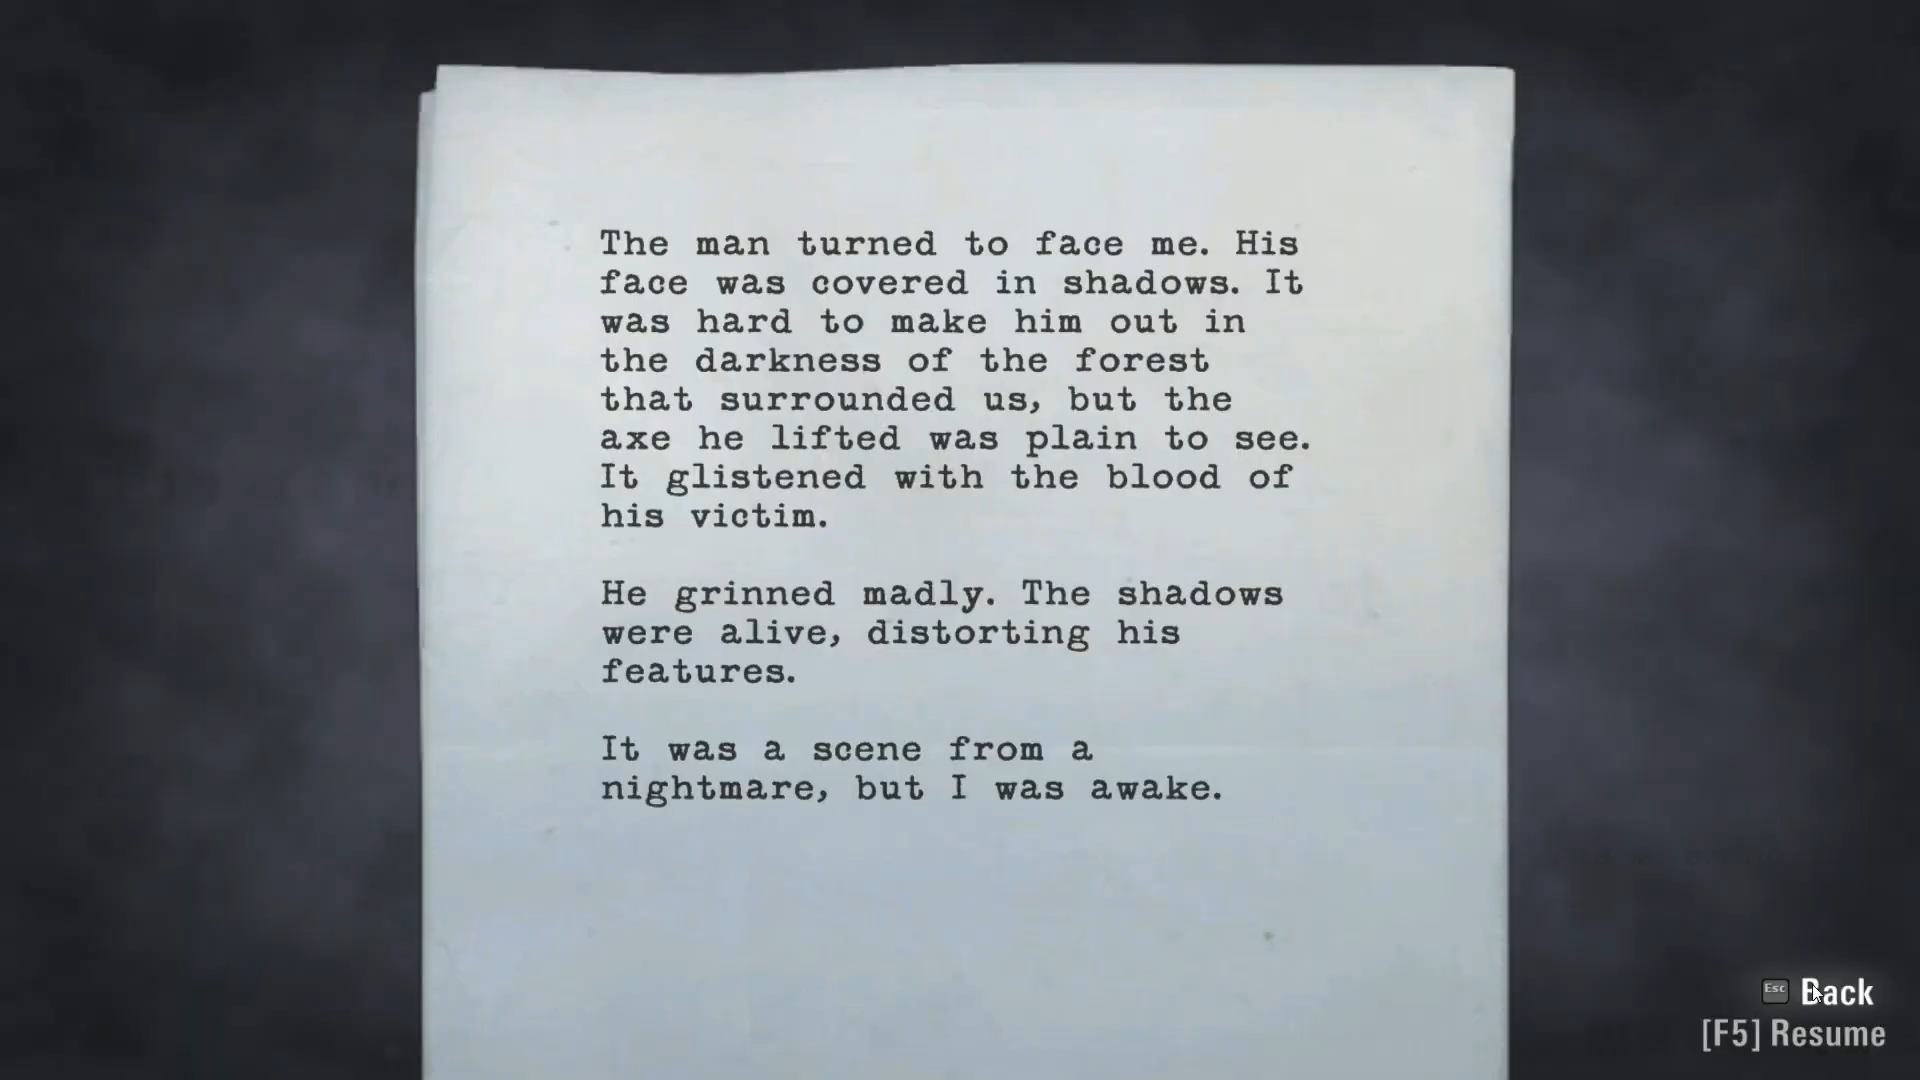 The man turned to face me. His
face was covered in shadows. It
was hard to make him out in
the darkness of the forest
that surrounded us, but the
axe he lifted was plain to see.
It glistened with the blood of
his victim.
He grinned madly. The shadows
were alive, distorting his
features.
It was a scene from a
nightmare, but I was awake.
Esc Back
[F5] Resume